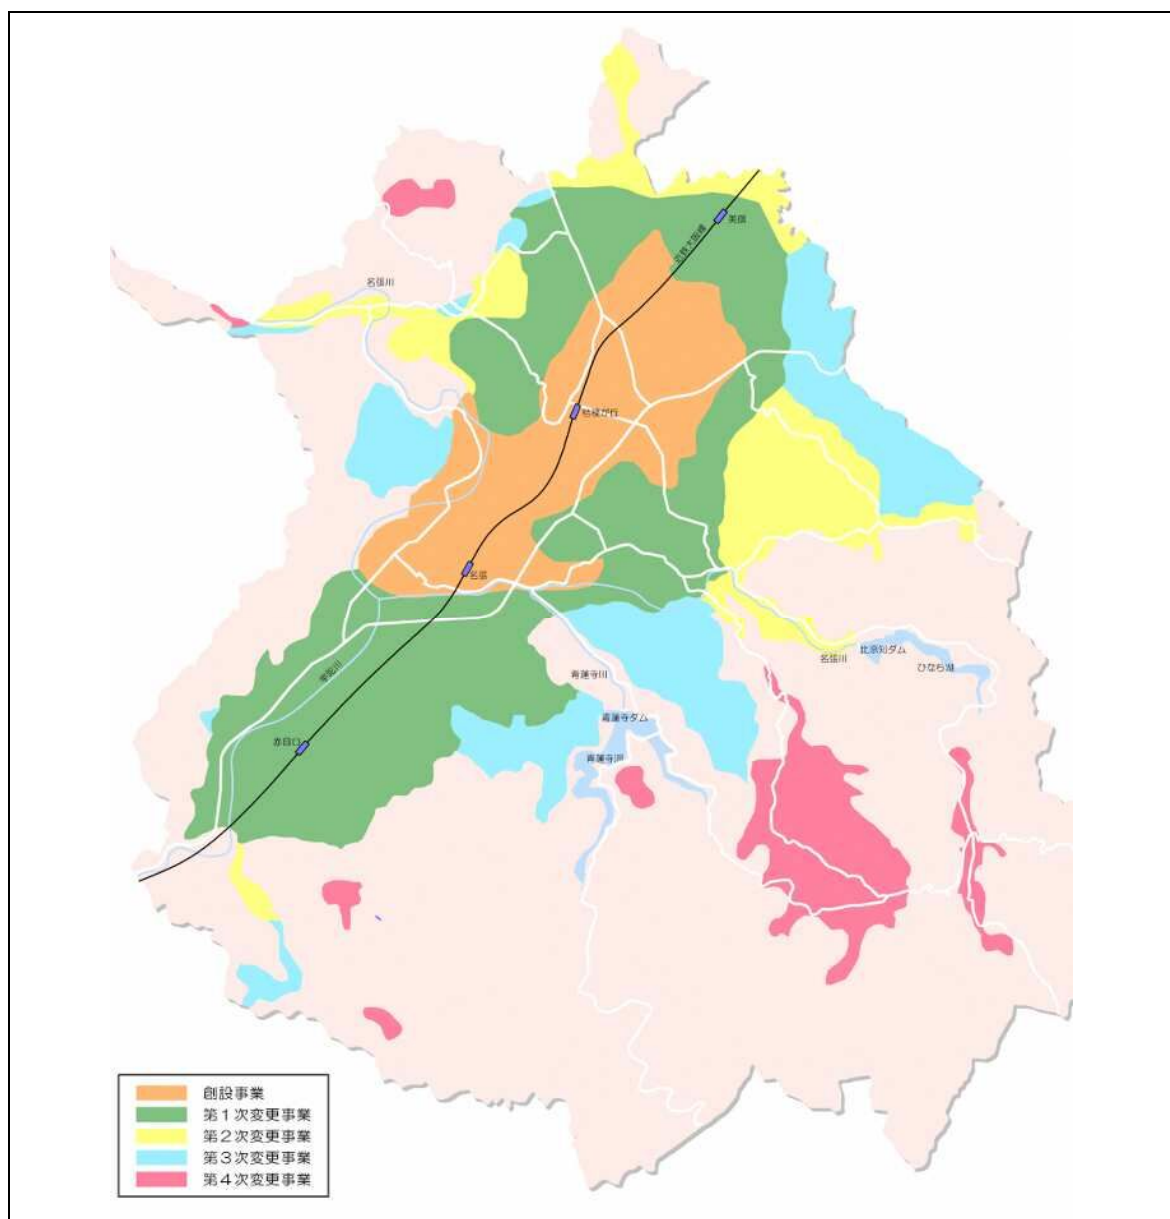 美旗
近鉄大阪線
名張川
桔梗が丘
名張
宇陀川
青蓮寺川
名張川
比奈知ダム
ひなち湖
青蓮寺ダム
赤目口
青蓮寺湖
創設事業
第1次変更事業
第2次変更事業
第3次変更事業
第4次変更事業